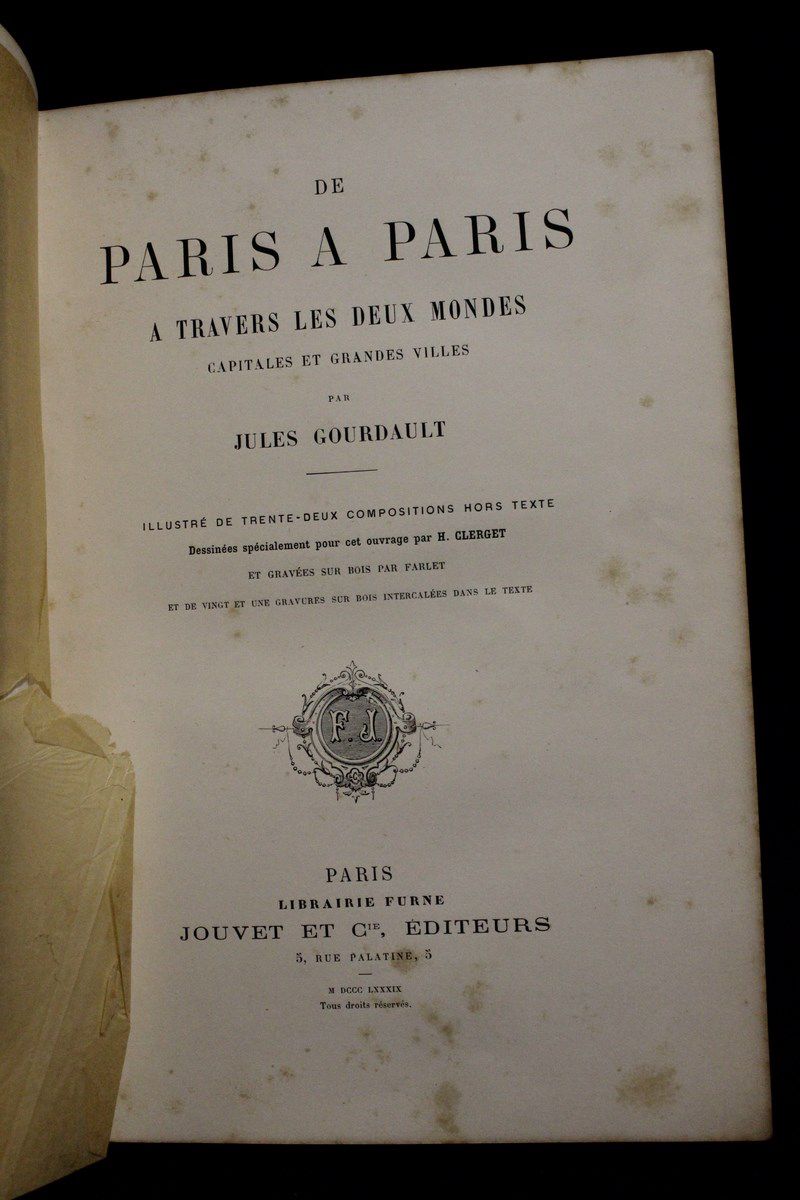 DE
PARIS A PARIS
A TRAVERS LES DEUX MONDES
CAPITALES ET GRANDES VILLES
PAR
JULES GOURDAULT
ILLUSTRÉ DE TRENTE-DEUX COMPOSITIONS HORS TEXTE
Dessinées spécialement pour cet ouvrage par H. CLERGET
ET GRAVÉES SUR BOIS PAR FARLET
ET DE VINGT ET UNE GRAVURES SUR BOIS INTERCALÉES DANS LE TEXTE
F. J.
PARIS
LIBRAIRIE FURNE
JOUVET ET CIE, ÉDITEURS
5, RUE PALATINE, 5
M DCCC LXXXIX
Tous droits réservés.